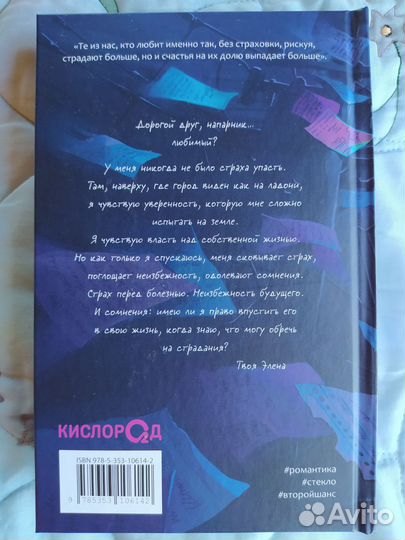 «Те из нас, кто любит именно так, без страховки, рискуя,
страдают больше, но и счастья на их долю выпадает больше».
Дорогой друг, напарник...
любимый?
У меня никогда не было страха упасть.
Там, наверху, где город виден как на ладони,
я чувствую уверенность, которую мне сложно
испытать на земле.
Я чувствую власть над собственной жизнью.
Но как только я спускаюсь, меня сковывает страх,
поглощает неизбежность, одолевают сомнения.
Страх перед болезнью. Неизбежность будущего.
И сомнения: имею ли я право впустить его
в свою жизнь, когда знаю, что могу обречь
на страдания?
Твоя Элена
КИСЛОРОД
ISBN 978-5-353-10614-2
9 785353 106142
#романтика
#стекло
#второйшанс
Avito